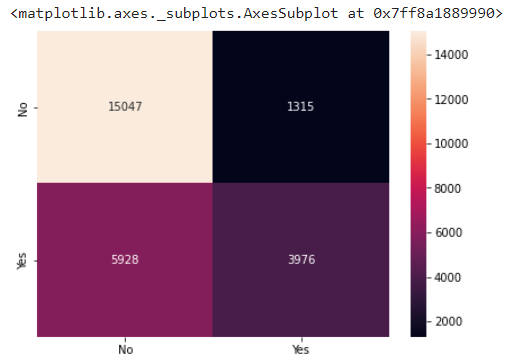 <matplotlib.axes._subplots.AxesSubplot at 0x7ff8a1889990>
14000
No 15047 1315
12000
10000
8000
6000
Yes 5928 3976
4000
2000
No Yes